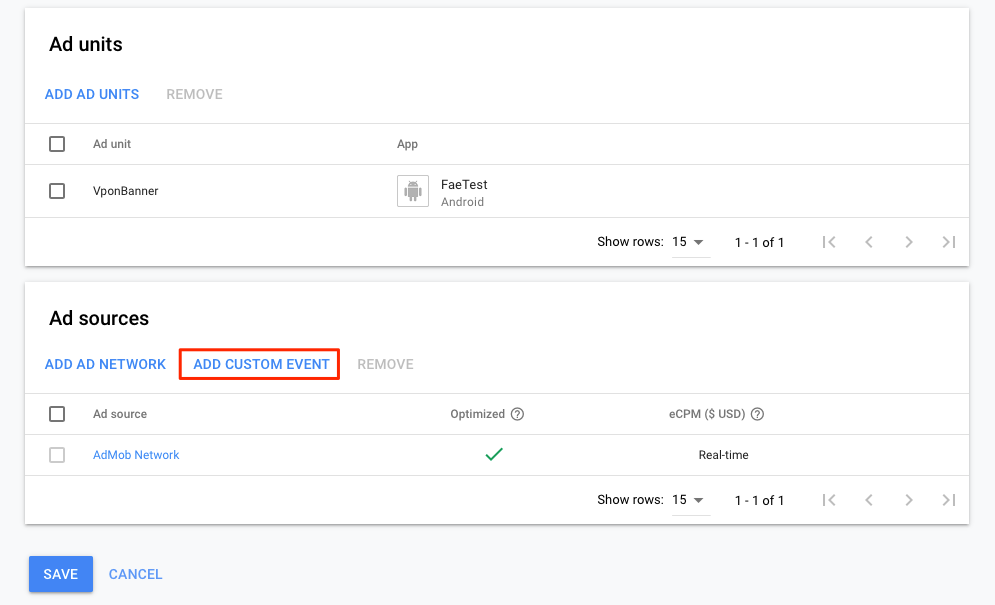 Ad units
ADD AD UNITS REMOVE
Ad unit App
VponBanner FaeTest
Android
Show rows: 15 1 - 1 of 1
Ad sources
ADD AD NETWORK ADD CUSTOM EVENT REMOVE
Ad source Optimized ? eCPM ($ USD) ?
AdMob Network Real-time
Show rows: 15 1 - 1 of 1
SAVE CANCEL